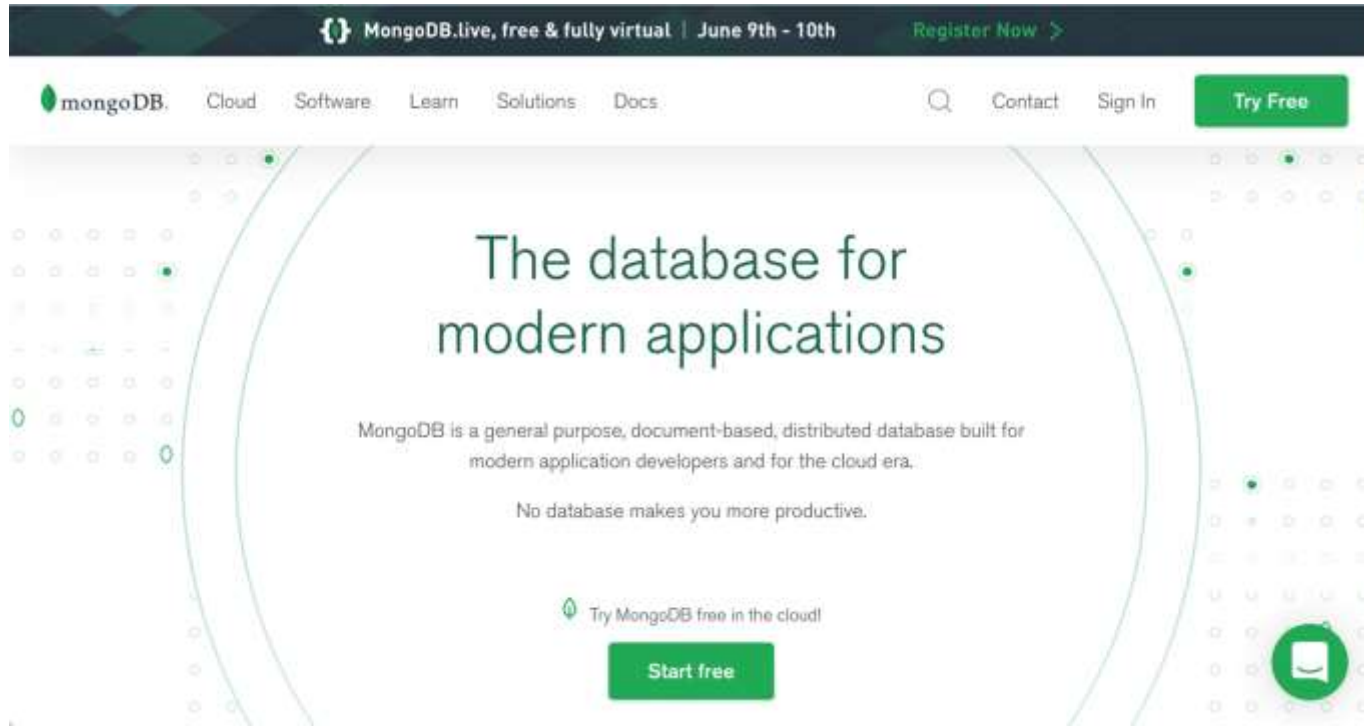 MongoDB.live, free & fully virtual | June 9th - 10th Register Now >
mongoDB. Cloud Software Learn Solutions Docs Contact Sign In Try Free
The database for
modern applications
MongoDB is a general purpose, document-based, distributed database built for
modern application developers and for the cloud era.
No database makes you more productive.
Try MongoDB free in the cloud!
Start free